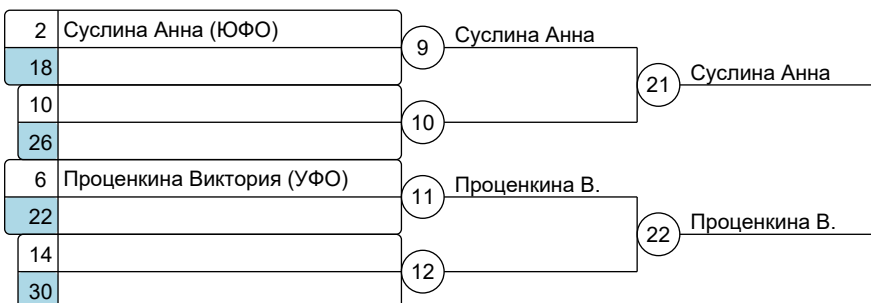 2 Суслина Анна (ЮФО)
9 Суслина Анна
18
21 Суслина Анна
10
10
26
6 Проценкина Виктория (УФО)
11 Проценкина В.
22
22 Проценкина В.
14
12
30